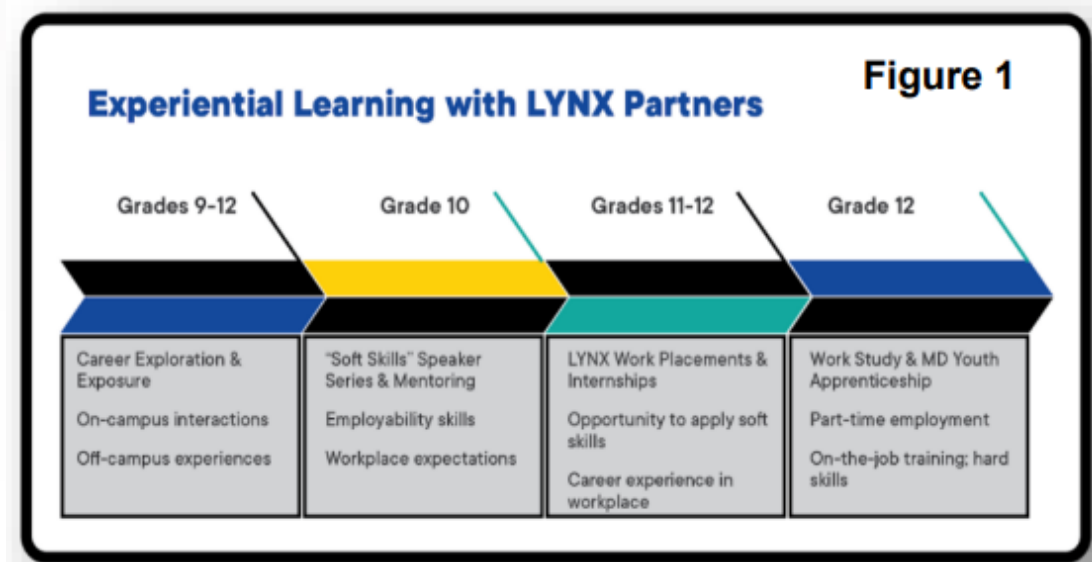 Figure 1
Experiential Learning with LYNX Partners
Grades 9-12
Career Exploration &
Exposure
On-campus interactions
Off-campus experiences
Grade 10
"Soft Skills" Speaker
Series & Mentoring
Employability skills
Workplace expectations
Grades 11-12
LYNX Work Placements &
Internships
Opportunity to apply soft
skills
Career experience in
workplace
Grade 12
Work Study & MD Youth
Apprenticeship
Part-time employment
On-the-job training; hard
skills